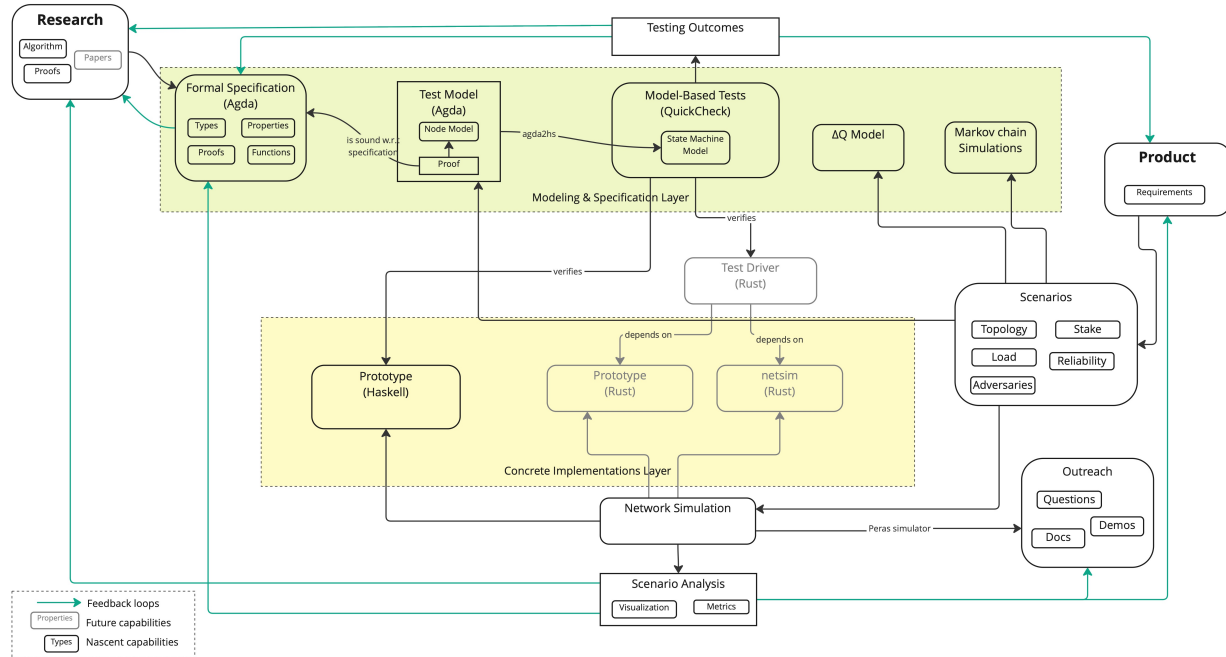 Research
Algorithm
Papers
Proofs
Testing Outcomes
Formal Specification
(Agda)
Types
Properties
Proofs
Functions
is sound w.r.t
specification
Test Model
(Agda)
Node Model
Proof
agda2hs
Model-Based Tests
(QuickCheck)
State Machine
Model
ΔQ Model
Markov chain
Simulations
Modeling & Specification Layer
Product
Requirements
verifies
verifies
Test Driver
(Rust)
depends on
depends on
Scenarios
Topology
Stake
Load
Reliability
Adversaries
Prototype
(Haskell)
Prototype
(Rust)
netsim
(Rust)
Concrete Implementations Layer
Network Simulation
Peras simulator
Outreach
Questions
Demos
Docs
Scenario Analysis
Visualization
Metrics
Feedback loops
Properties
Future capabilities
Types
Nascent capabilities